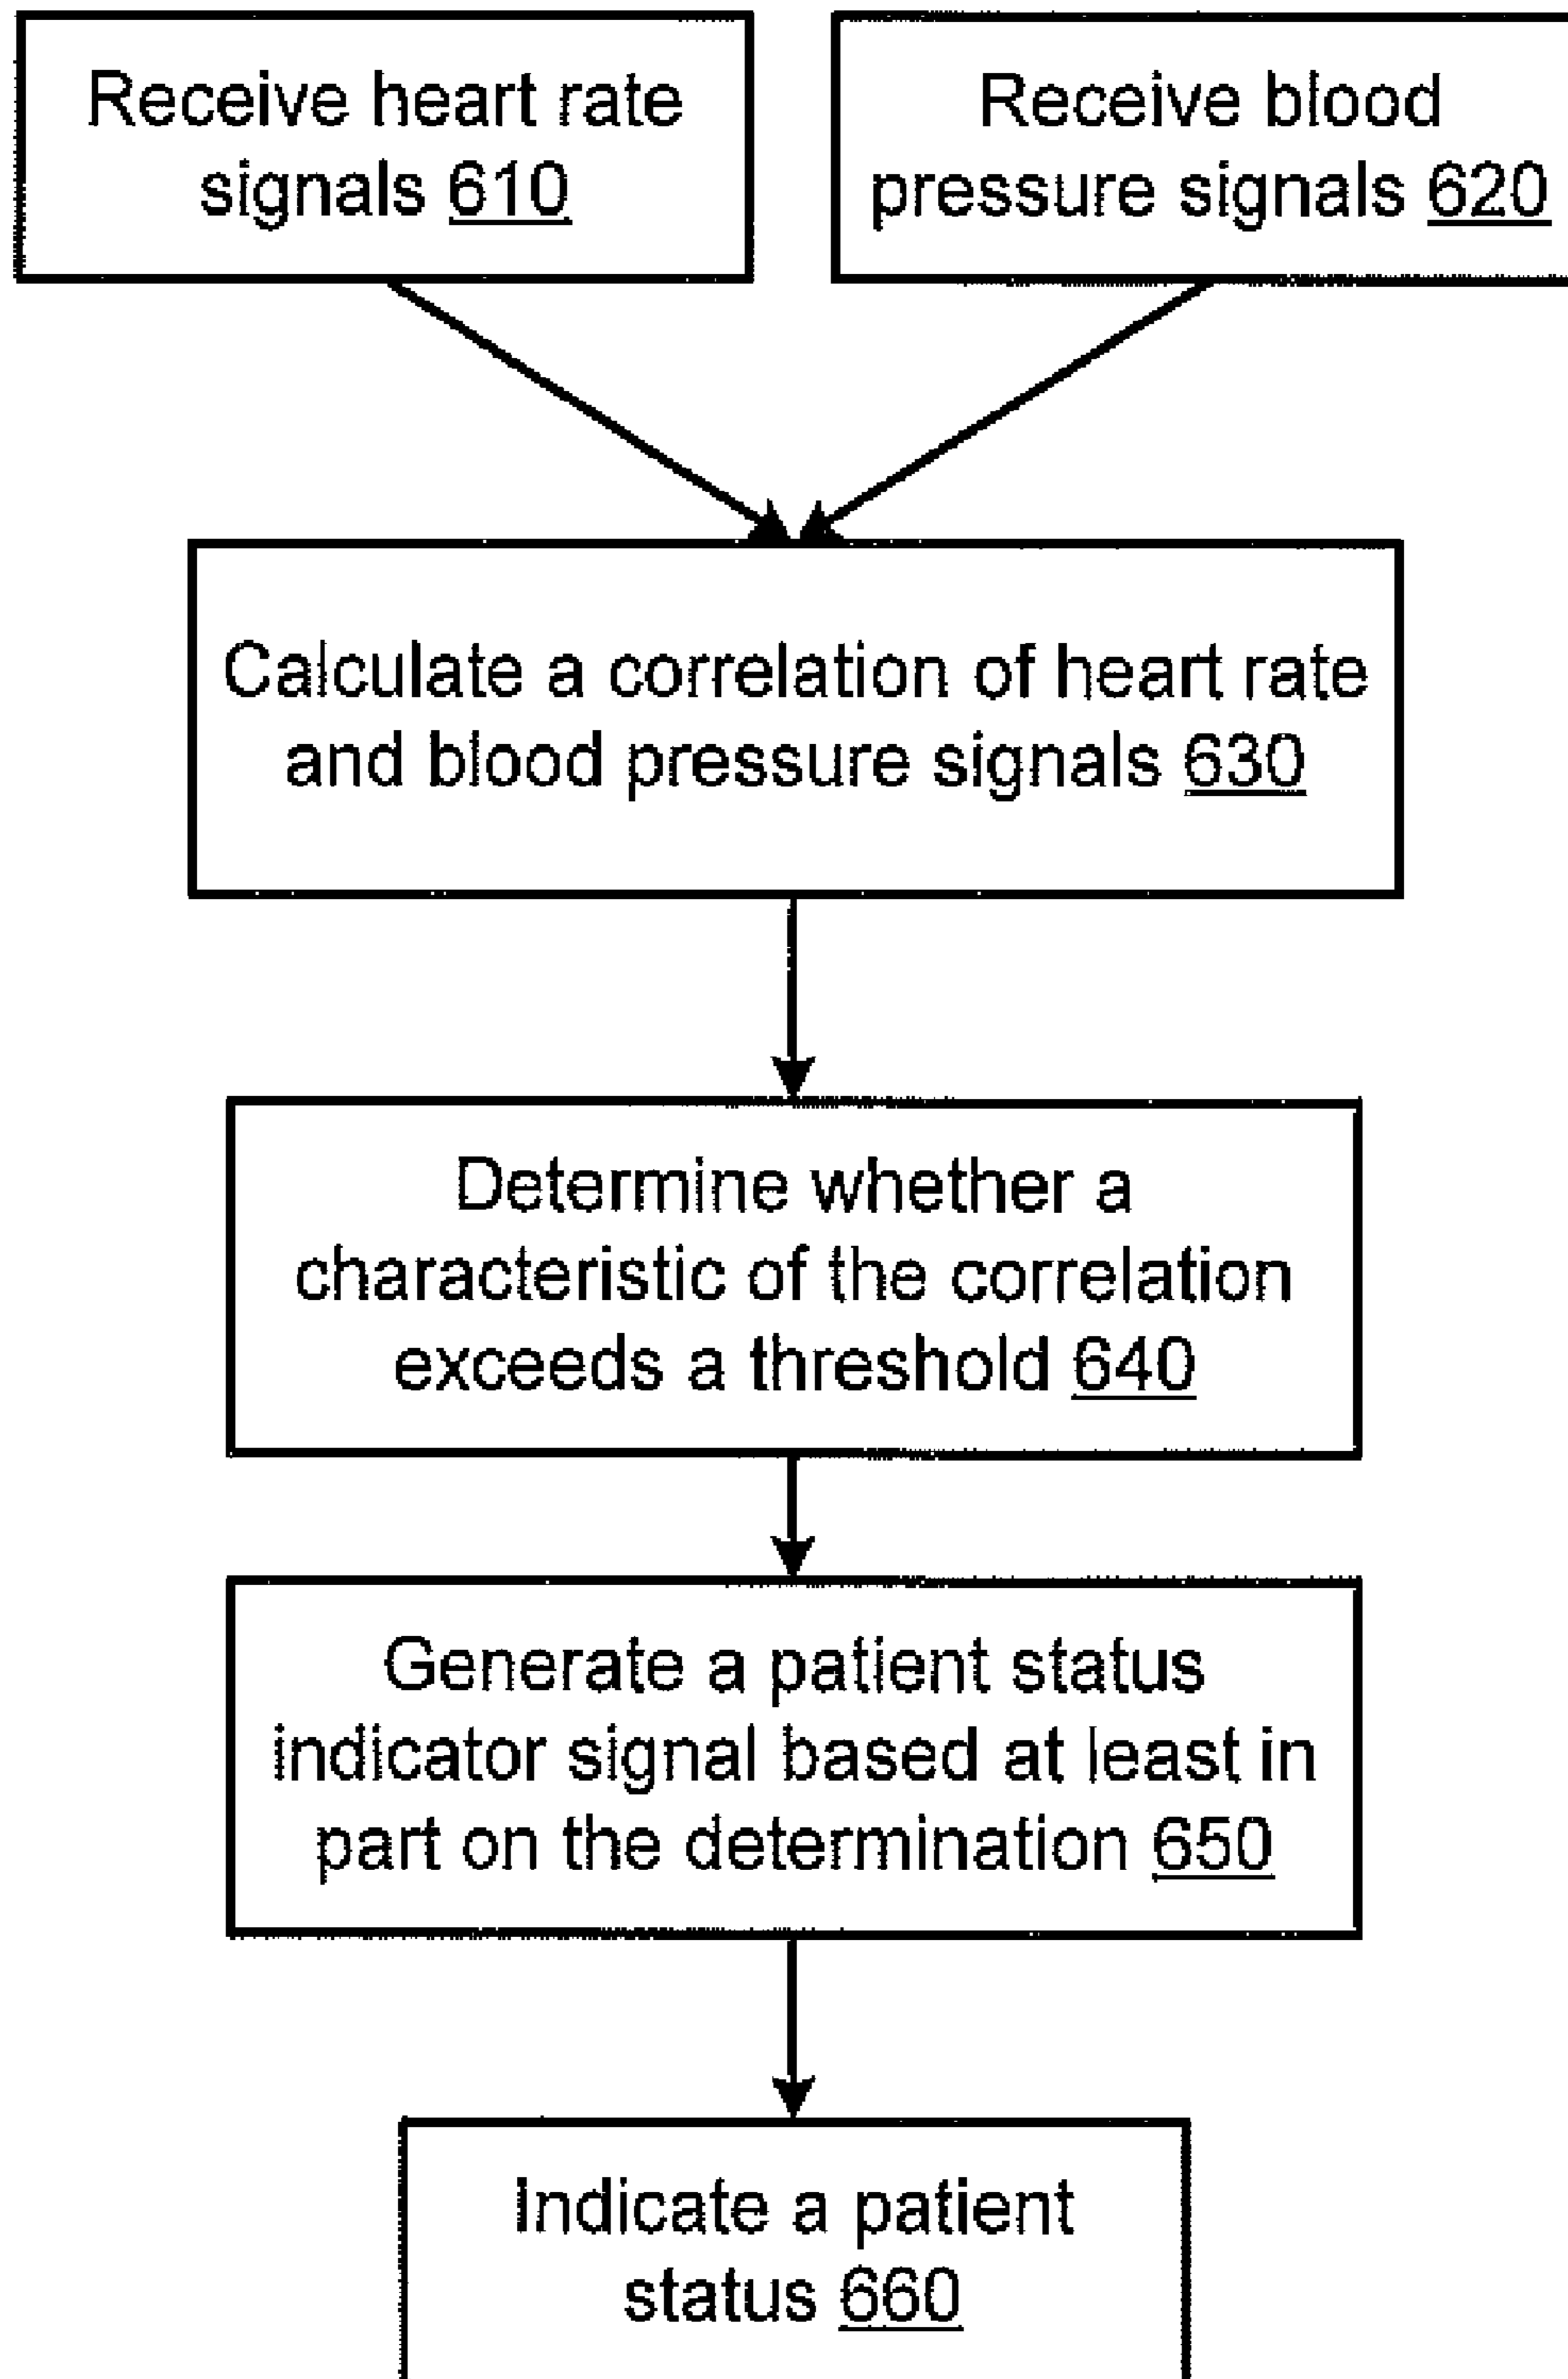 Receive heart rate
signals 610
Receive blood
pressure signals 620
Calculate a correlation of heart rate
and blood pressure signals 630
Determine whether a
characteristic of the correlation
exceeds a threshold 640
Generate a patient status
indicator signal based at least in
part on the determination 650
Indicate a patient
status 660